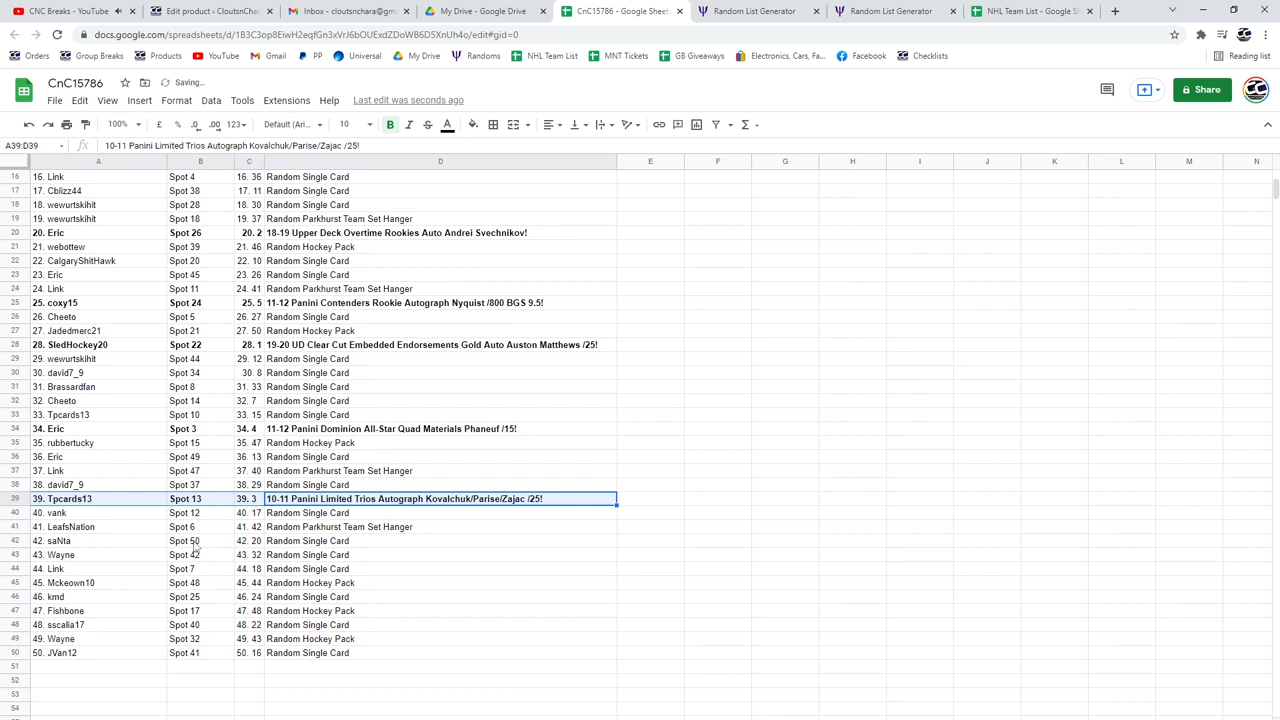 CNC Breaks - YouTube
Edit product - CloutsnChar
Inbox - cloutsnchara@gm
My Drive - Google Drive
CnC15786 - Google Sheets
Random List Generator
Random List Generator
NHL Team List - Google Sh
docs.google.com/spreadsheets/d/1B3C3op8EiwH2eqfGn3xVrJ6bOUExdZDoWB6D5XnUh4o/edit#gid=0
Orders
Group Breaks
Products
YouTube
Gmail
PayPal
Universal
My Drive
Randoms
NHL Team List
MNT Tickets
GB Giveaways
Electronics, Cars, Fa...
Facebook
Checklists
Reading list
CnC15786
Saving...
File Edit View Insert Format Data Tools Extensions Help Last edit was seconds ago
Share
100% £ % .0 .00 123 Default (Ari... 10 B I S A
A39:D39 fx 10-11 Panini Limited Trios Autograph Kovalchuk/Parise/Zajac /25!
A B C D E F G H I J K L M N
16 16. Link Spot 4 16. 36 Random Single Card
17 17. Cblizz44 Spot 38 17. 11 Random Single Card
18 18. wewurtskihit Spot 28 18. 30 Random Single Card
19 19. wewurtskihit Spot 18 19. 37 Random Parkhurst Team Set Hanger
20 20. Eric Spot 26 20. 2 18-19 Upper Deck Overtime Rookies Auto Andrei Svechnikov!
21 21. webottew Spot 39 21. 46 Random Hockey Pack
22 22. CalgaryShitHawk Spot 20 22. 10 Random Single Card
23 23. Eric Spot 45 23. 26 Random Single Card
24 24. Link Spot 11 24. 41 Random Parkhurst Team Set Hanger
25 25. coxy15 Spot 24 25. 5 11-12 Panini Contenders Rookie Autograph Nyquist /800 BGS 9.5!
26 26. Cheeto Spot 5 26. 27 Random Single Card
27 27. Jadedmerc21 Spot 21 27. 50 Random Hockey Pack
28 28. SledHockey20 Spot 22 28. 1 19-20 UD Clear Cut Embedded Endorsements Gold Auto Auston Matthews /25!
29 29. wewurtskihit Spot 44 29. 12 Random Single Card
30 30. david7_9 Spot 34 30. 8 Random Single Card
31 31. Brassardfan Spot 8 31. 33 Random Single Card
32 32. Cheeto Spot 14 32. 7 Random Single Card
33 33. Tpcards13 Spot 10 33. 15 Random Single Card
34 34. Eric Spot 3 34. 4 11-12 Panini Dominion All-Star Quad Materials Phaneuf /15!
35 35. rubbertucky Spot 15 35. 47 Random Hockey Pack
36 36. Eric Spot 49 36. 13 Random Single Card
37 37. Link Spot 47 37. 40 Random Parkhurst Team Set Hanger
38 38. david7_9 Spot 37 38. 29 Random Single Card
39 39. Tpcards13 Spot 13 39. 3 10-11 Panini Limited Trios Autograph Kovalchuk/Parise/Zajac /25!
40 40. vank Spot 12 40. 17 Random Single Card
41 41. LeafsNation Spot 6 41. 42 Random Parkhurst Team Set Hanger
42 42. saNta Spot 50 42. 20 Random Single Card
43 43. Wayne Spot 42 43. 32 Random Single Card
44 44. Link Spot 7 44. 18 Random Single Card
45 45. Mckeown10 Spot 48 45. 44 Random Hockey Pack
46 46. kmd Spot 25 46. 24 Random Single Card
47 47. Fishbone Spot 17 47. 48 Random Hockey Pack
48 48. sscalia17 Spot 40 48. 22 Random Single Card
49 49. Wayne Spot 32 49. 43 Random Hockey Pack
50 50. JVan12 Spot 41 50. 16 Random Single Card
51
52
53
54